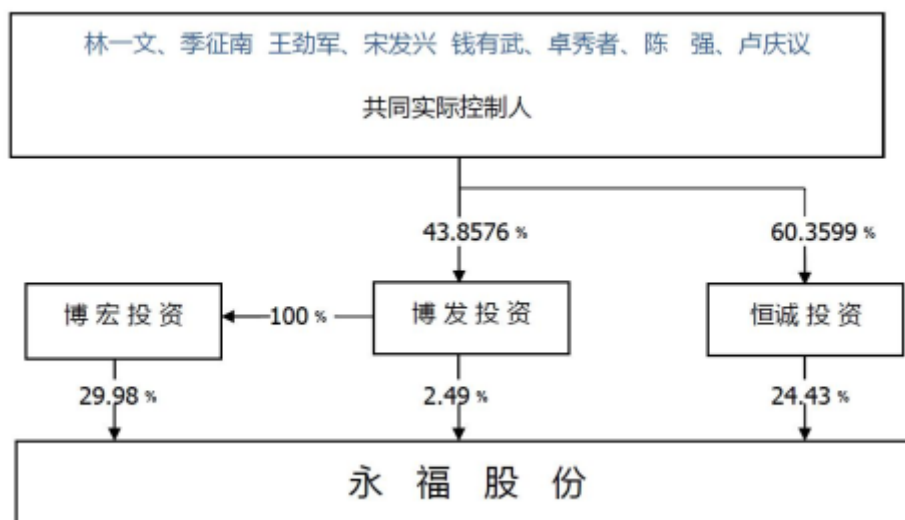 林一文、季征南 王劲军、宋发兴 钱有武、卓秀者、陈 强、卢庆议
共同实际控制人
43.8576 % 60.3599 %
博宏投资 100 % 博发投资 恒诚投资
29.98 % 2.49 % 24.43 %
永福股份